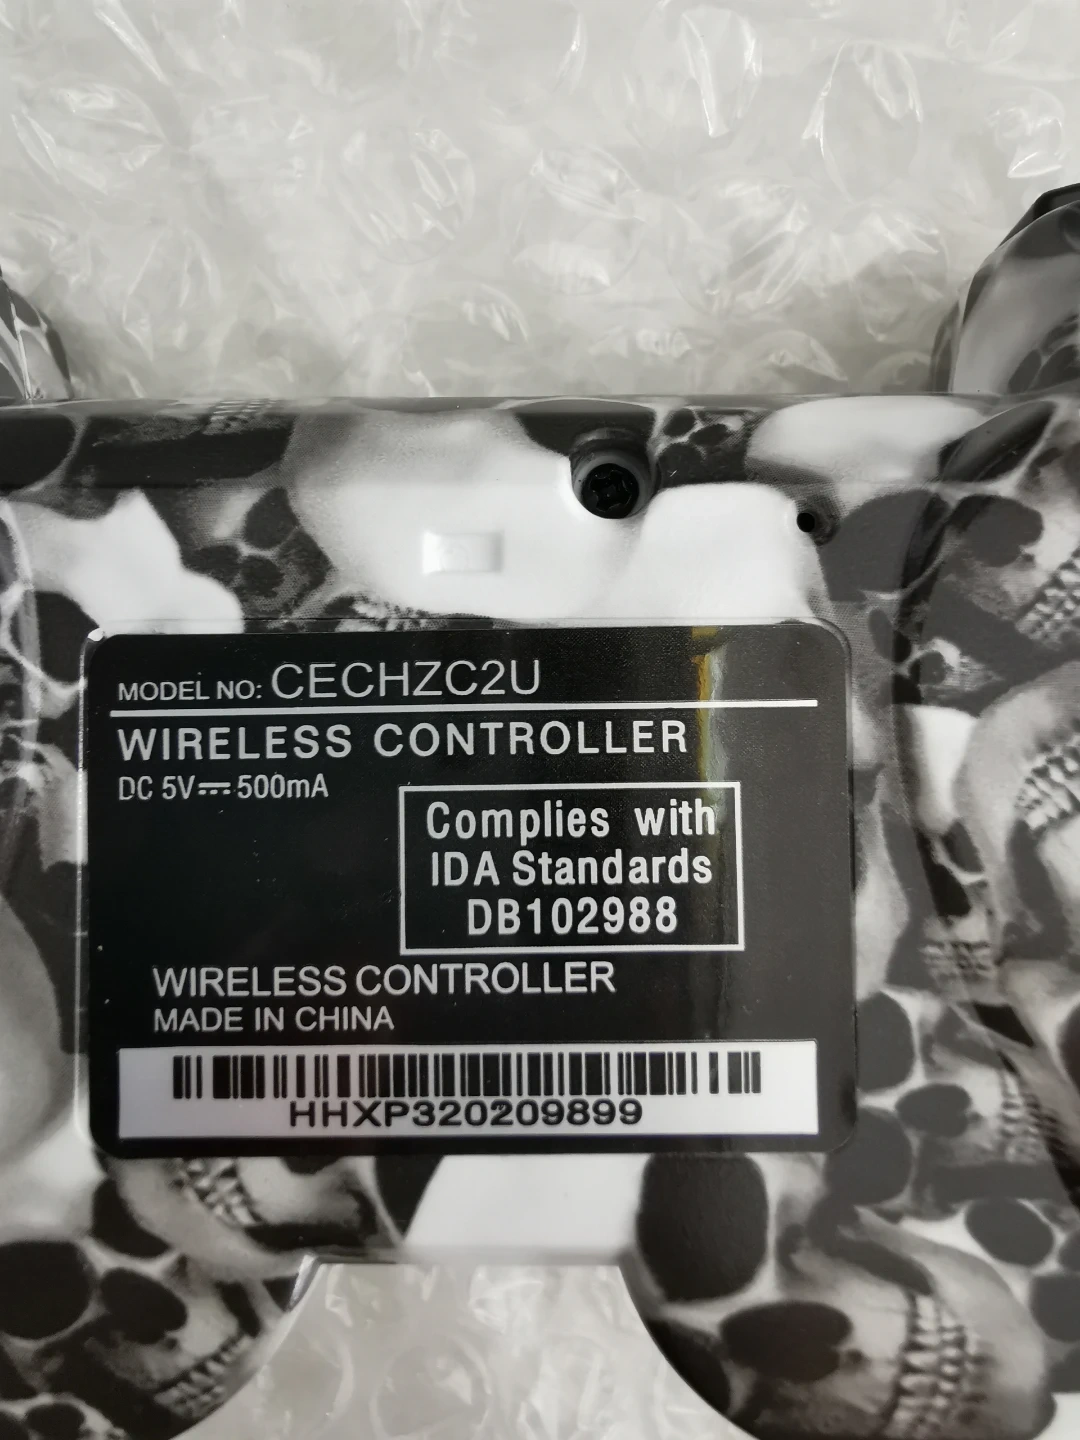 MODEL NO: CECHZC2U
WIRELESS CONTROLLER
DC 5V⎓500mA
Complies with
IDA Standards
DB102988
WIRELESS CONTROLLER
MADE IN CHINA
HHXP320209899